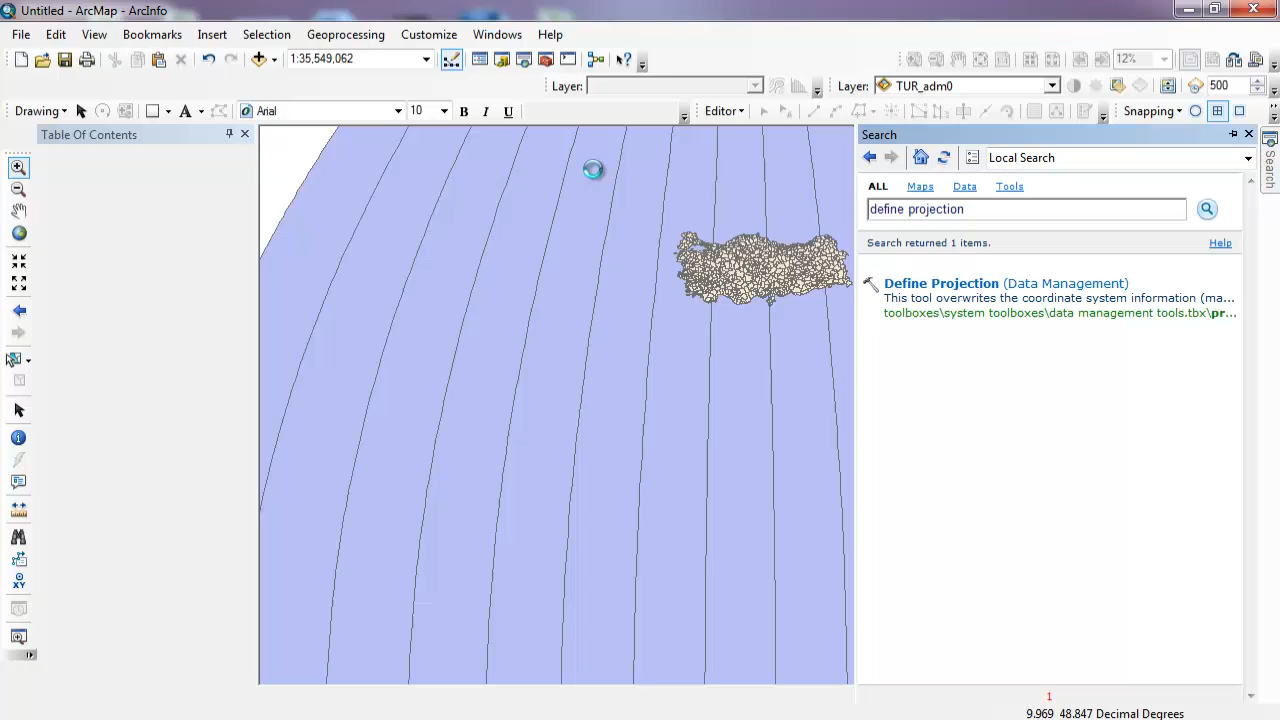 Untitled - ArcMap - ArcInfo
File Edit View Bookmarks Insert Selection Geoprocessing Customize Windows Help
1:35,549,062
12%
Layer:
Layer: TUR_adm0
500
Drawing
A
Arial
10
B I U
Editor
Snapping
Table Of Contents
Search
Search
Local Search
ALL Maps Data Tools
define projection
Search returned 1 items.
Help
Define Projection (Data Management)
This tool overwrites the coordinate system information (ma...
toolboxes\system toolboxes\data management tools.tbx\pr...
XY
1
9.969 48.847 Decimal Degrees